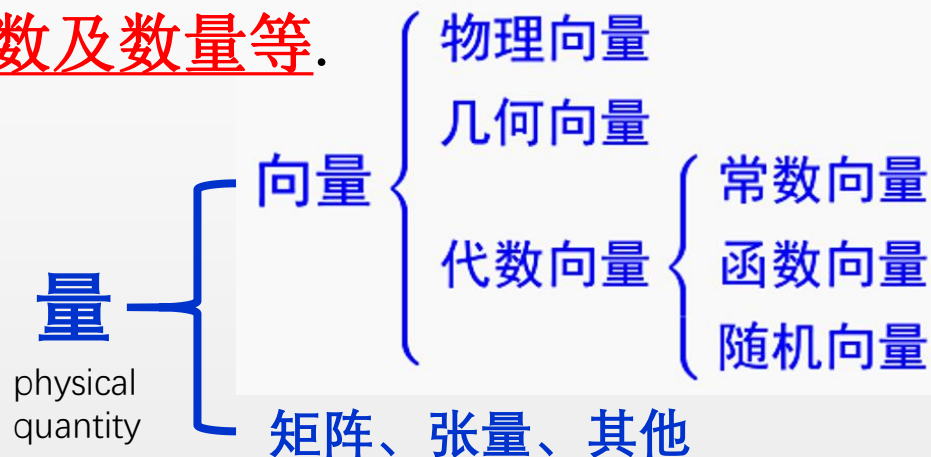 数及数量等.
物理向量
几何向量
向量
常数向量
代数向量
函数向量
随机向量
量
physical
quantity
矩阵、张量、其他